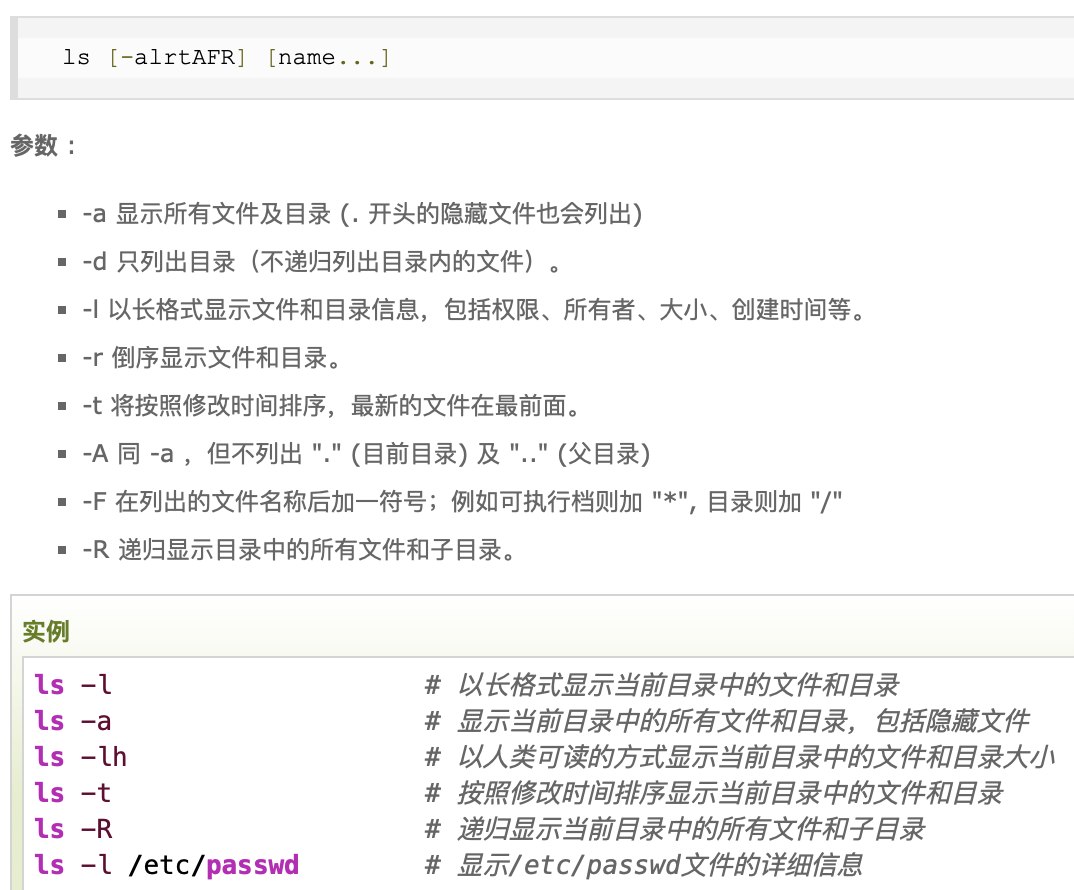 ls [-alrtAFR] [name...]
参数 :
-a 显示所有文件及目录 (. 开头的隐藏文件也会列出)
-d 只列出目录（不递归列出目录内的文件）。
-l 以长格式显示文件和目录信息，包括权限、所有者、大小、创建时间等。
-r 倒序显示文件和目录。
-t 将按照修改时间排序，最新的文件在最前面。
-A 同 -a ，但不列出 "." (目前目录) 及 ".." (父目录)
-F 在列出的文件名称后加一符号；例如可执行档则加 "*", 目录则加 "/"
-R 递归显示目录中的所有文件和子目录。
实例
ls -l # 以长格式显示当前目录中的文件和目录
ls -a # 显示当前目录中的所有文件和目录，包括隐藏文件
ls -lh # 以人类可读的方式显示当前目录中的文件和目录大小
ls -t # 按照修改时间排序显示当前目录中的文件和目录
ls -R # 递归显示当前目录中的所有文件和子目录
ls -l /etc/passwd # 显示/etc/passwd文件的详细信息